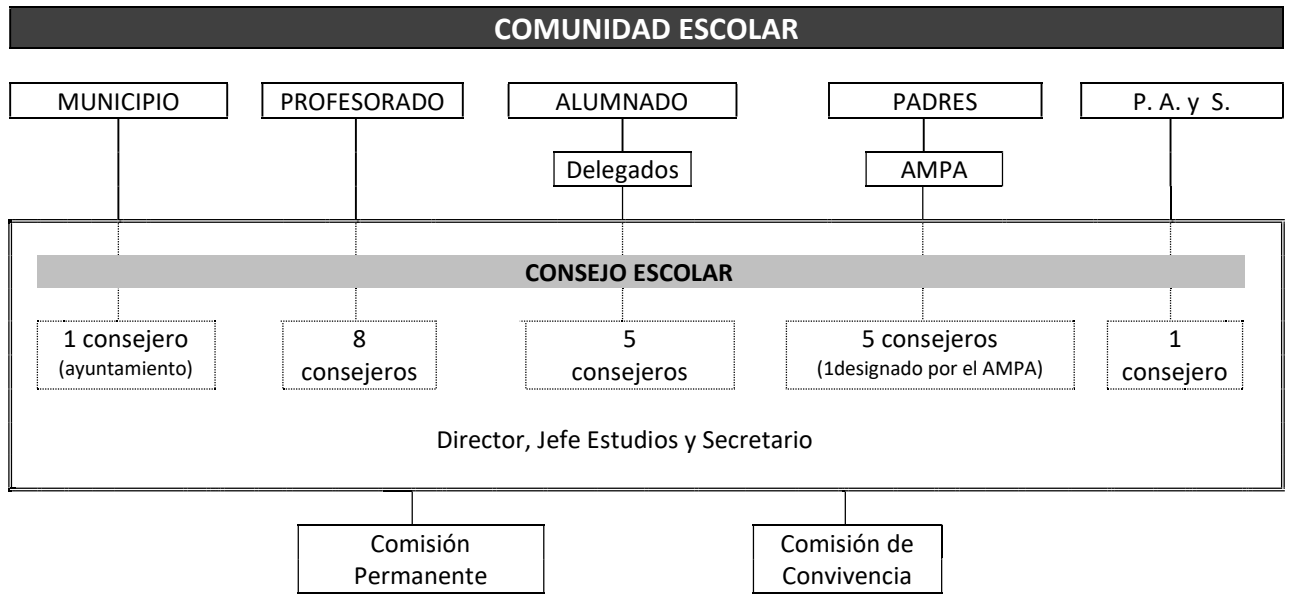 COMUNIDAD ESCOLAR
MUNICIPIO
PROFESORADO
ALUMNADO
PADRES
P. A. y S.
Delegados
AMPA
CONSEJO ESCOLAR
1 consejero
(ayuntamiento)
8
consejeros
5
consejeros
5 consejeros
(1designado por el AMPA)
1
consejero
Director, Jefe Estudios y Secretario
Comisión
Permanente
Comisión de
Convivencia